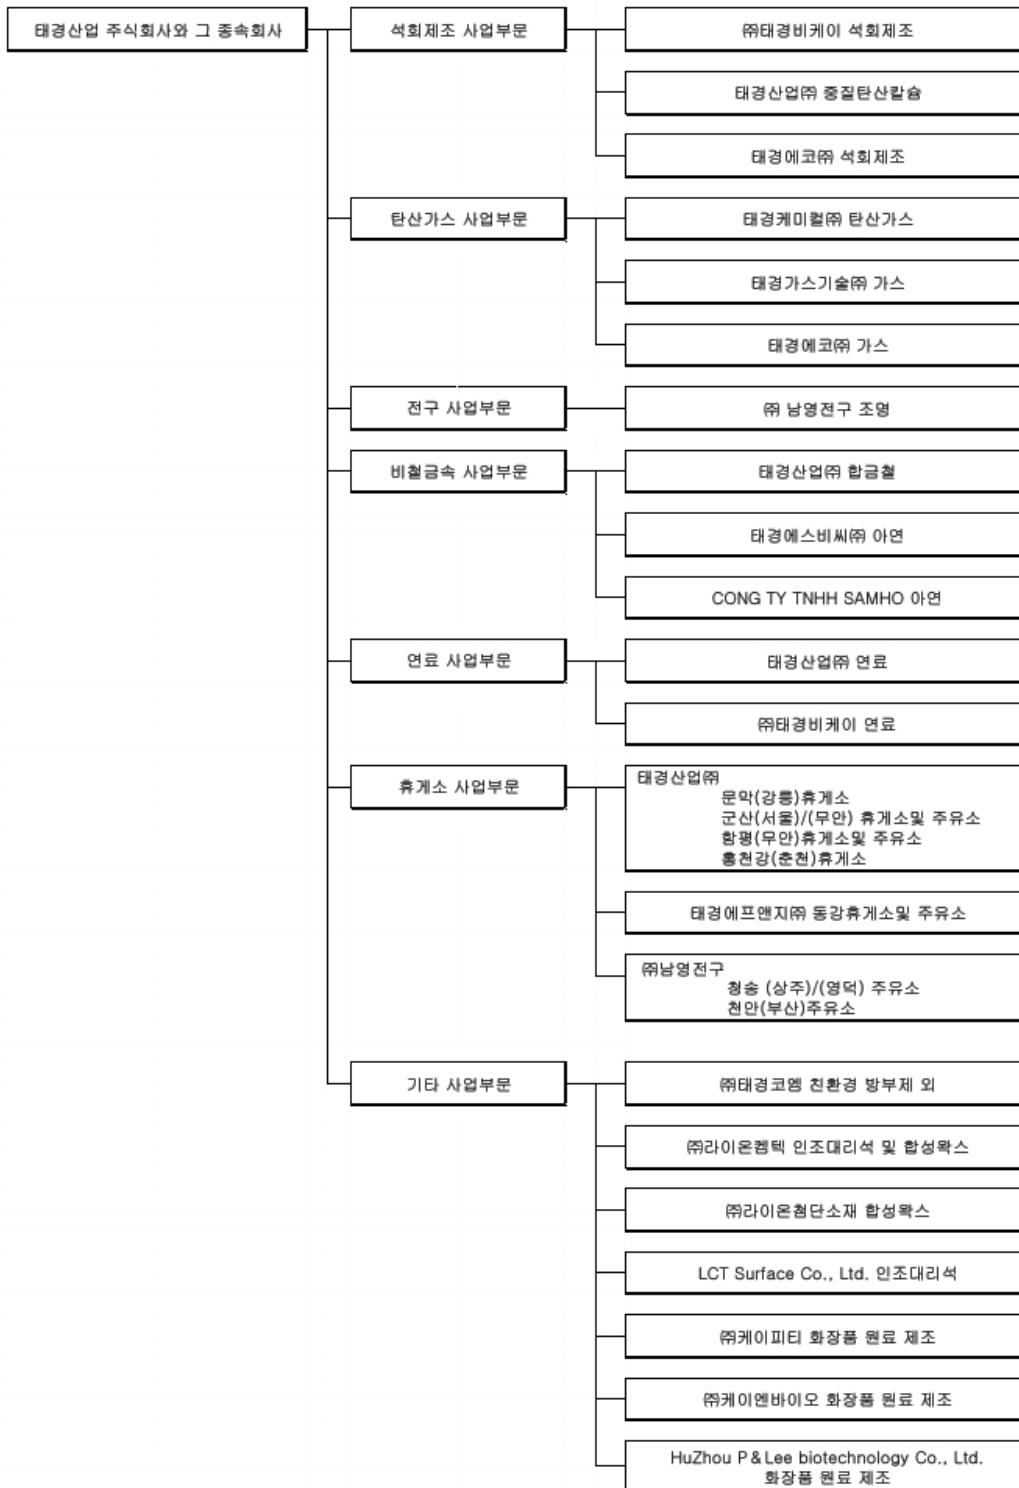 태경산업 주식회사와 그 종속회사
석회제조 사업부문
㈜태경비케이 석회제조
태경산업㈜ 중질탄산칼슘
태경에코㈜ 석회제조
탄산가스 사업부문
태경케미컬㈜ 탄산가스
태경가스기술㈜ 가스
태경에코㈜ 가스
전구 사업부문
㈜ 남영전구 조명
비철금속 사업부문
태경산업㈜ 합금철
태경에스비씨㈜ 아연
CONG TY TNHH SAMHO 아연
연료 사업부문
태경산업㈜ 연료
㈜태경비케이 연료
휴게소 사업부문
태경산업㈜
문막(강릉)휴게소
군산(서울)/(무안) 휴게소및 주유소
함평(무안)휴게소및 주유소
홍천강(춘천)휴게소
태경에프앤지㈜ 동강휴게소및 주유소
㈜남영전구
청송 (상주)/(영덕) 주유소
천안(부산)주유소
기타 사업부문
㈜태경코엠 친환경 방부제 외
㈜라이온켐텍 인조대리석 및 합성왁스
㈜라이온첨단소재 합성왁스
LCT Surface Co., Ltd. 인조대리석
㈜케이피티 화장품 원료 제조
㈜케이엔바이오 화장품 원료 제조
HuZhou P&Lee biotechnology Co., Ltd.
화장품 원료 제조